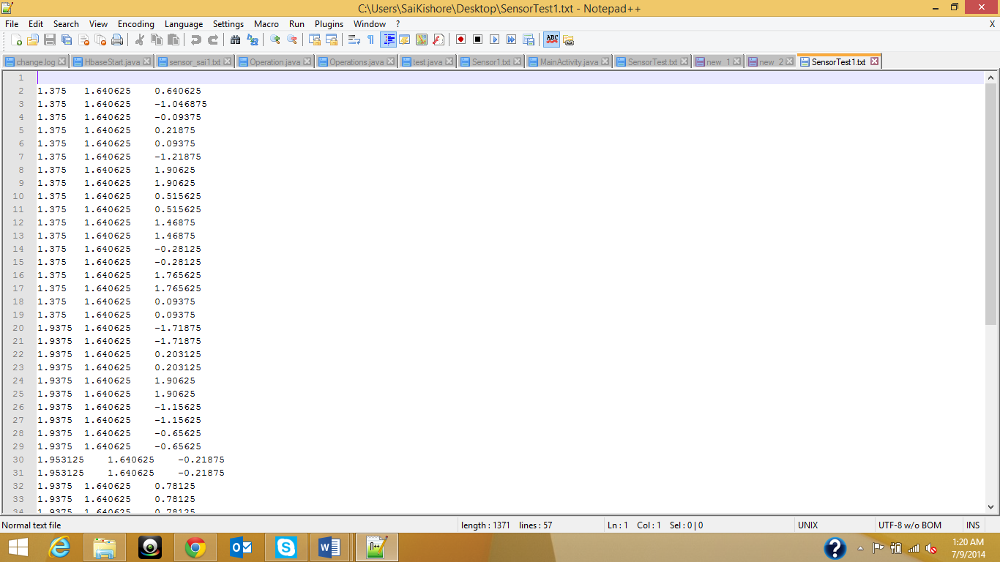 C:\Users\SaiKishore\Desktop\SensorTest1.txt - Notepad++
File Edit Search View Encoding Language Settings Macro Run Plugins Window ? X
change.log HbaseStart.java sensor_sai1.txt Operation.java Operations.java test.java Sensor1.txt MainActivity.java SensorTest.txt new 1 new 2 SensorTest1.txt
1
2 1.375 1.640625 0.640625
3 1.375 1.640625 -1.046875
4 1.375 1.640625 -0.09375
5 1.375 1.640625 0.21875
6 1.375 1.640625 0.09375
7 1.375 1.640625 -1.21875
8 1.375 1.640625 1.90625
9 1.375 1.640625 1.90625
10 1.375 1.640625 0.515625
11 1.375 1.640625 0.515625
12 1.375 1.640625 1.46875
13 1.375 1.640625 1.46875
14 1.375 1.640625 -0.28125
15 1.375 1.640625 -0.28125
16 1.375 1.640625 1.765625
17 1.375 1.640625 1.765625
18 1.375 1.640625 0.09375
19 1.375 1.640625 0.09375
20 1.9375 1.640625 -1.71875
21 1.9375 1.640625 -1.71875
22 1.9375 1.640625 0.203125
23 1.9375 1.640625 0.203125
24 1.9375 1.640625 1.90625
25 1.9375 1.640625 1.90625
26 1.9375 1.640625 -1.15625
27 1.9375 1.640625 -1.15625
28 1.9375 1.640625 -0.65625
29 1.9375 1.640625 -0.65625
30 1.953125 1.640625 -0.21875
31 1.953125 1.640625 -0.21875
32 1.9375 1.640625 0.78125
33 1.9375 1.640625 0.78125
34 1.9375 1.640625 0.78125
Normal text file length : 1371 lines : 57 Ln : 1 Col : 1 Sel : 0 | 0 UNIX UTF-8 w/o BOM INS
1:20 AM
7/9/2014